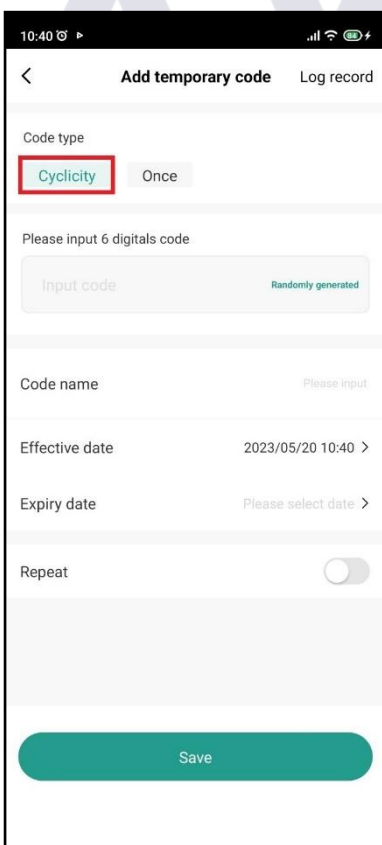 10:40 84
Add temporary code Log record
Code type
Cyclicity Once
Please input 6 digitals code
Input code Randomly generated
Code name Please input
Effective date 2023/05/20 10:40 >
Expiry date Please select date >
Repeat
Save